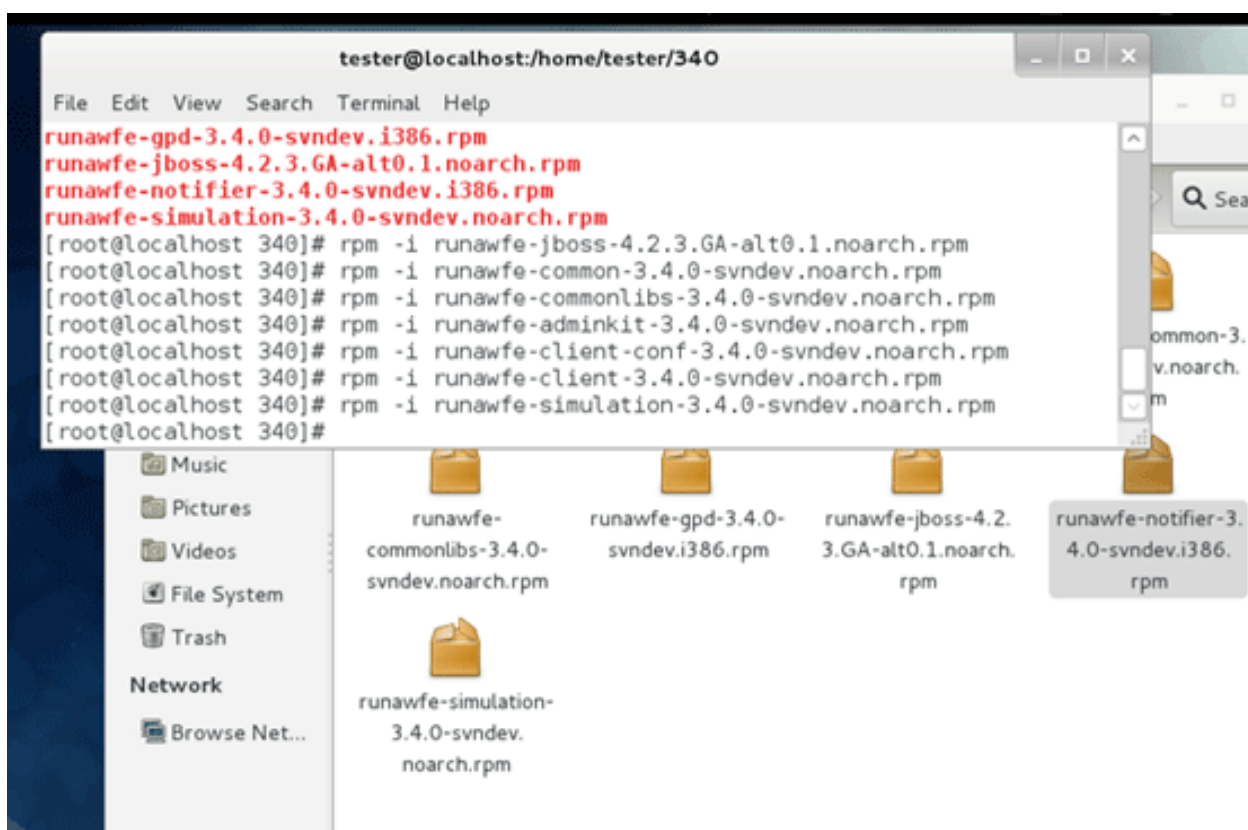 tester@localhost:/home/tester/340
File Edit View Search Terminal Help
runawfe-gpd-3.4.0-svndev.i386.rpm
runawfe-jboss-4.2.3.GA-alt0.1.noarch.rpm
runawfe-notifier-3.4.0-svndev.i386.rpm
runawfe-simulation-3.4.0-svndev.noarch.rpm
[root@localhost 340]# rpm -i runawfe-jboss-4.2.3.GA-alt0.1.noarch.rpm
[root@localhost 340]# rpm -i runawfe-common-3.4.0-svndev.noarch.rpm
[root@localhost 340]# rpm -i runawfe-commonlibs-3.4.0-svndev.noarch.rpm
[root@localhost 340]# rpm -i runawfe-adminkit-3.4.0-svndev.noarch.rpm
[root@localhost 340]# rpm -i runawfe-client-conf-3.4.0-svndev.noarch.rpm
[root@localhost 340]# rpm -i runawfe-client-3.4.0-svndev.noarch.rpm
[root@localhost 340]# rpm -i runawfe-simulation-3.4.0-svndev.noarch.rpm
[root@localhost 340]#
Sea
ommon-3.
v.noarch.
m
Music
Pictures
Videos
File System
Trash
Network
Browse Net...
runawfe-
commonlibs-3.4.0-
svndev.noarch.rpm
runawfe-gpd-3.4.0-
svndev.i386.rpm
runawfe-jboss-4.2.
3.GA-alt0.1.noarch.
rpm
runawfe-notifier-3.
4.0-svndev.i386.
rpm
runawfe-simulation-
3.4.0-svndev.
noarch.rpm